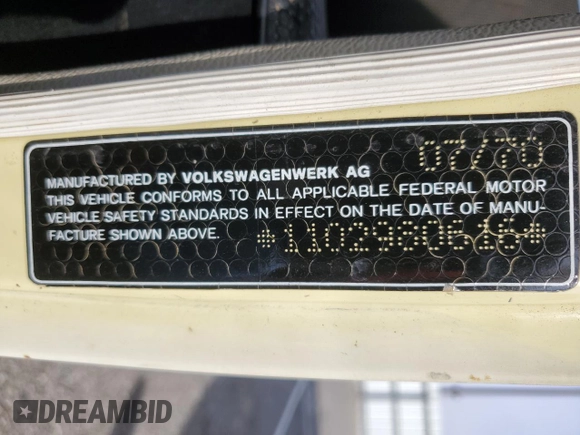 07/70
MANUFACTURED BY VOLKSWAGENWERK AG
THIS VEHICLE CONFORMS TO ALL APPLICABLE FEDERAL MOTOR
VEHICLE SAFETY STANDARDS IN EFFECT ON THE DATE OF MANU-
FACTURE SHOWN ABOVE.
DREAMBID